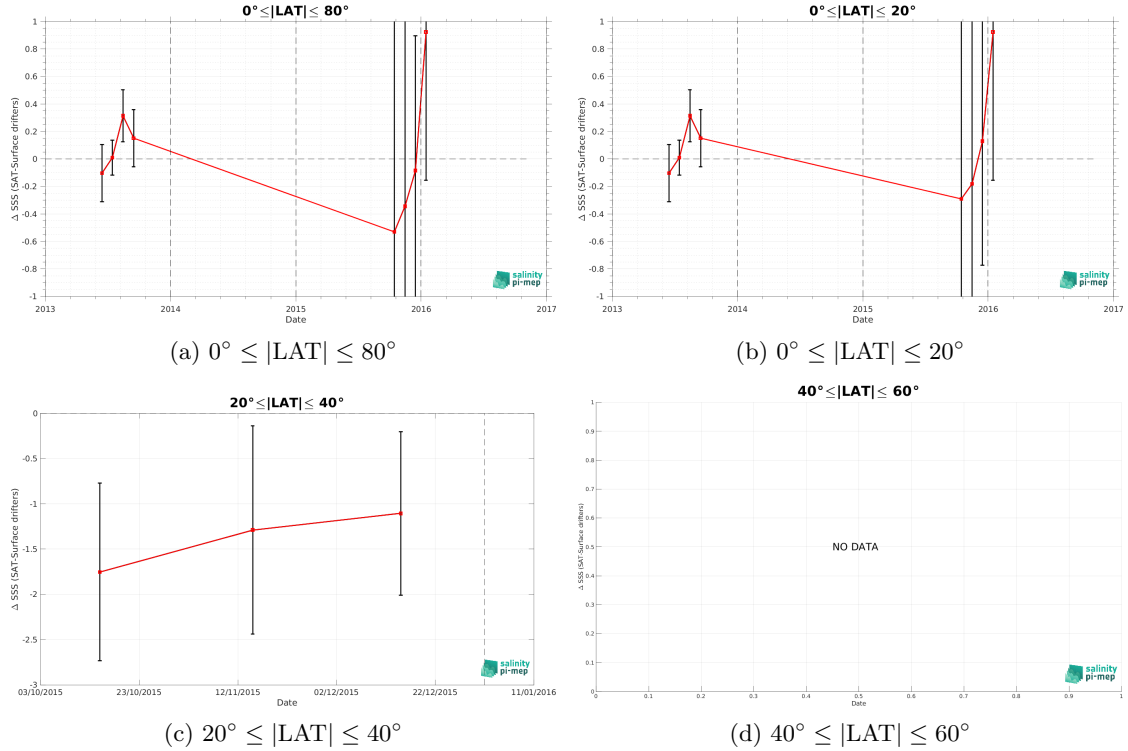 0°≤|LAT|≤ 80°
Δ SSS (SAT-Surface drifters)
1
0.8
0.6
0.4
0.2
0
-0.2
-0.4
-0.6
-0.8
-1
2013 2014 2015 2016 2017
Date
salinity
pi-mep
(a) 0° ≤ |LAT| ≤ 80°
0°≤|LAT|≤ 20°
Δ SSS (SAT-Surface drifters)
1
0.8
0.6
0.4
0.2
0
-0.2
-0.4
-0.6
-0.8
-1
2013 2014 2015 2016 2017
Date
salinity
pi-mep
(b) 0° ≤ |LAT| ≤ 20°
20°≤|LAT|≤ 40°
Δ SSS (SAT-Surface drifters)
0
-0.5
-1
-1.5
-2
-2.5
-3
03/10/2015 23/10/2015 12/11/2015 02/12/2015 22/12/2015 11/01/2016
Date
salinity
pi-mep
(c) 20° ≤ |LAT| ≤ 40°
40°≤|LAT|≤ 60°
Δ SSS (SAT-Surface drifters)
1
0.9
0.8
0.7
0.6
0.5
0.4
0.3
0.2
0.1
0
NO DATA
0 0.1 0.2 0.3 0.4 0.5 0.6 0.7 0.8 0.9 1
Date
salinity
pi-mep
(d) 40° ≤ |LAT| ≤ 60°